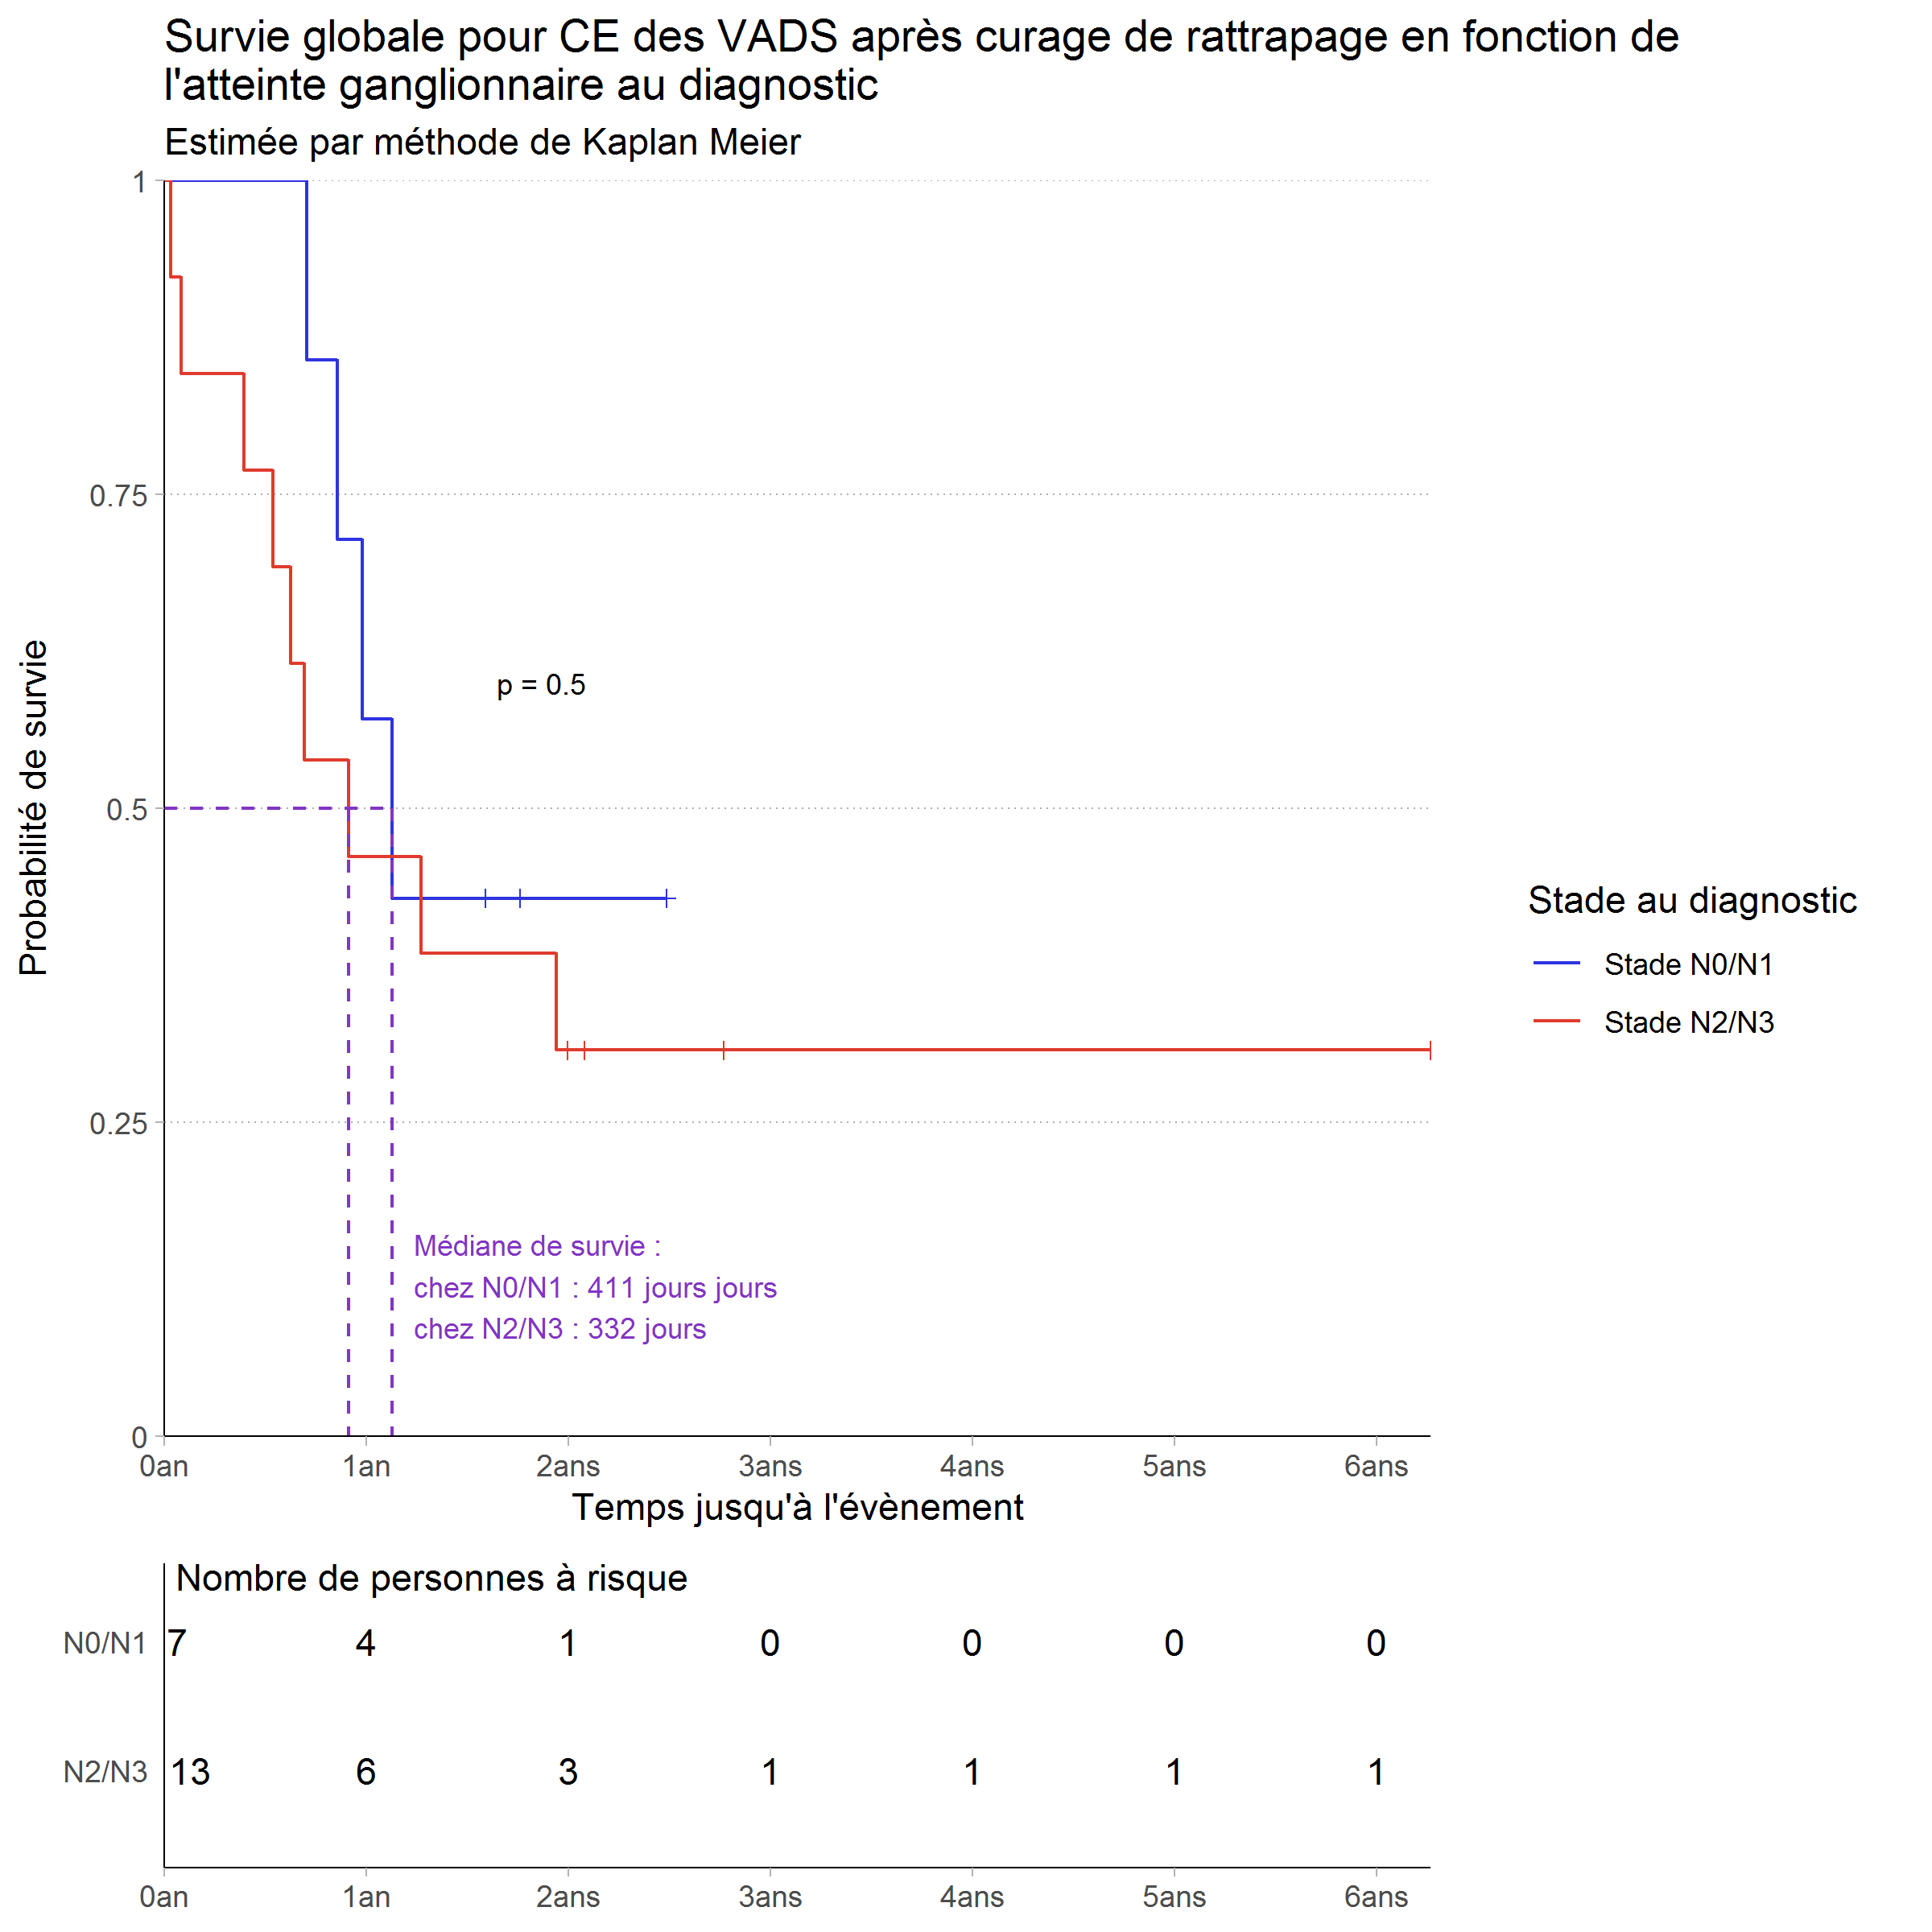 Survie globale pour CE des VADS après curage de rattrapage en fonction de
l'atteinte ganglionnaire au diagnostic
Estimée par méthode de Kaplan Meier
Probabilité de survie
1
0.75
0.5
0.25
0
p = 0.5
Médiane de survie :
chez N0/N1 : 411 jours jours
chez N2/N3 : 332 jours
0an 1an 2ans 3ans 4ans 5ans 6ans
Temps jusqu'à l'évènement
Stade au diagnostic
Stade N0/N1
Stade N2/N3
Nombre de personnes à risque
N0/N1 7 4 1 0 0 0 0
N2/N3 13 6 3 1 1 1 1
0an 1an 2ans 3ans 4ans 5ans 6ans